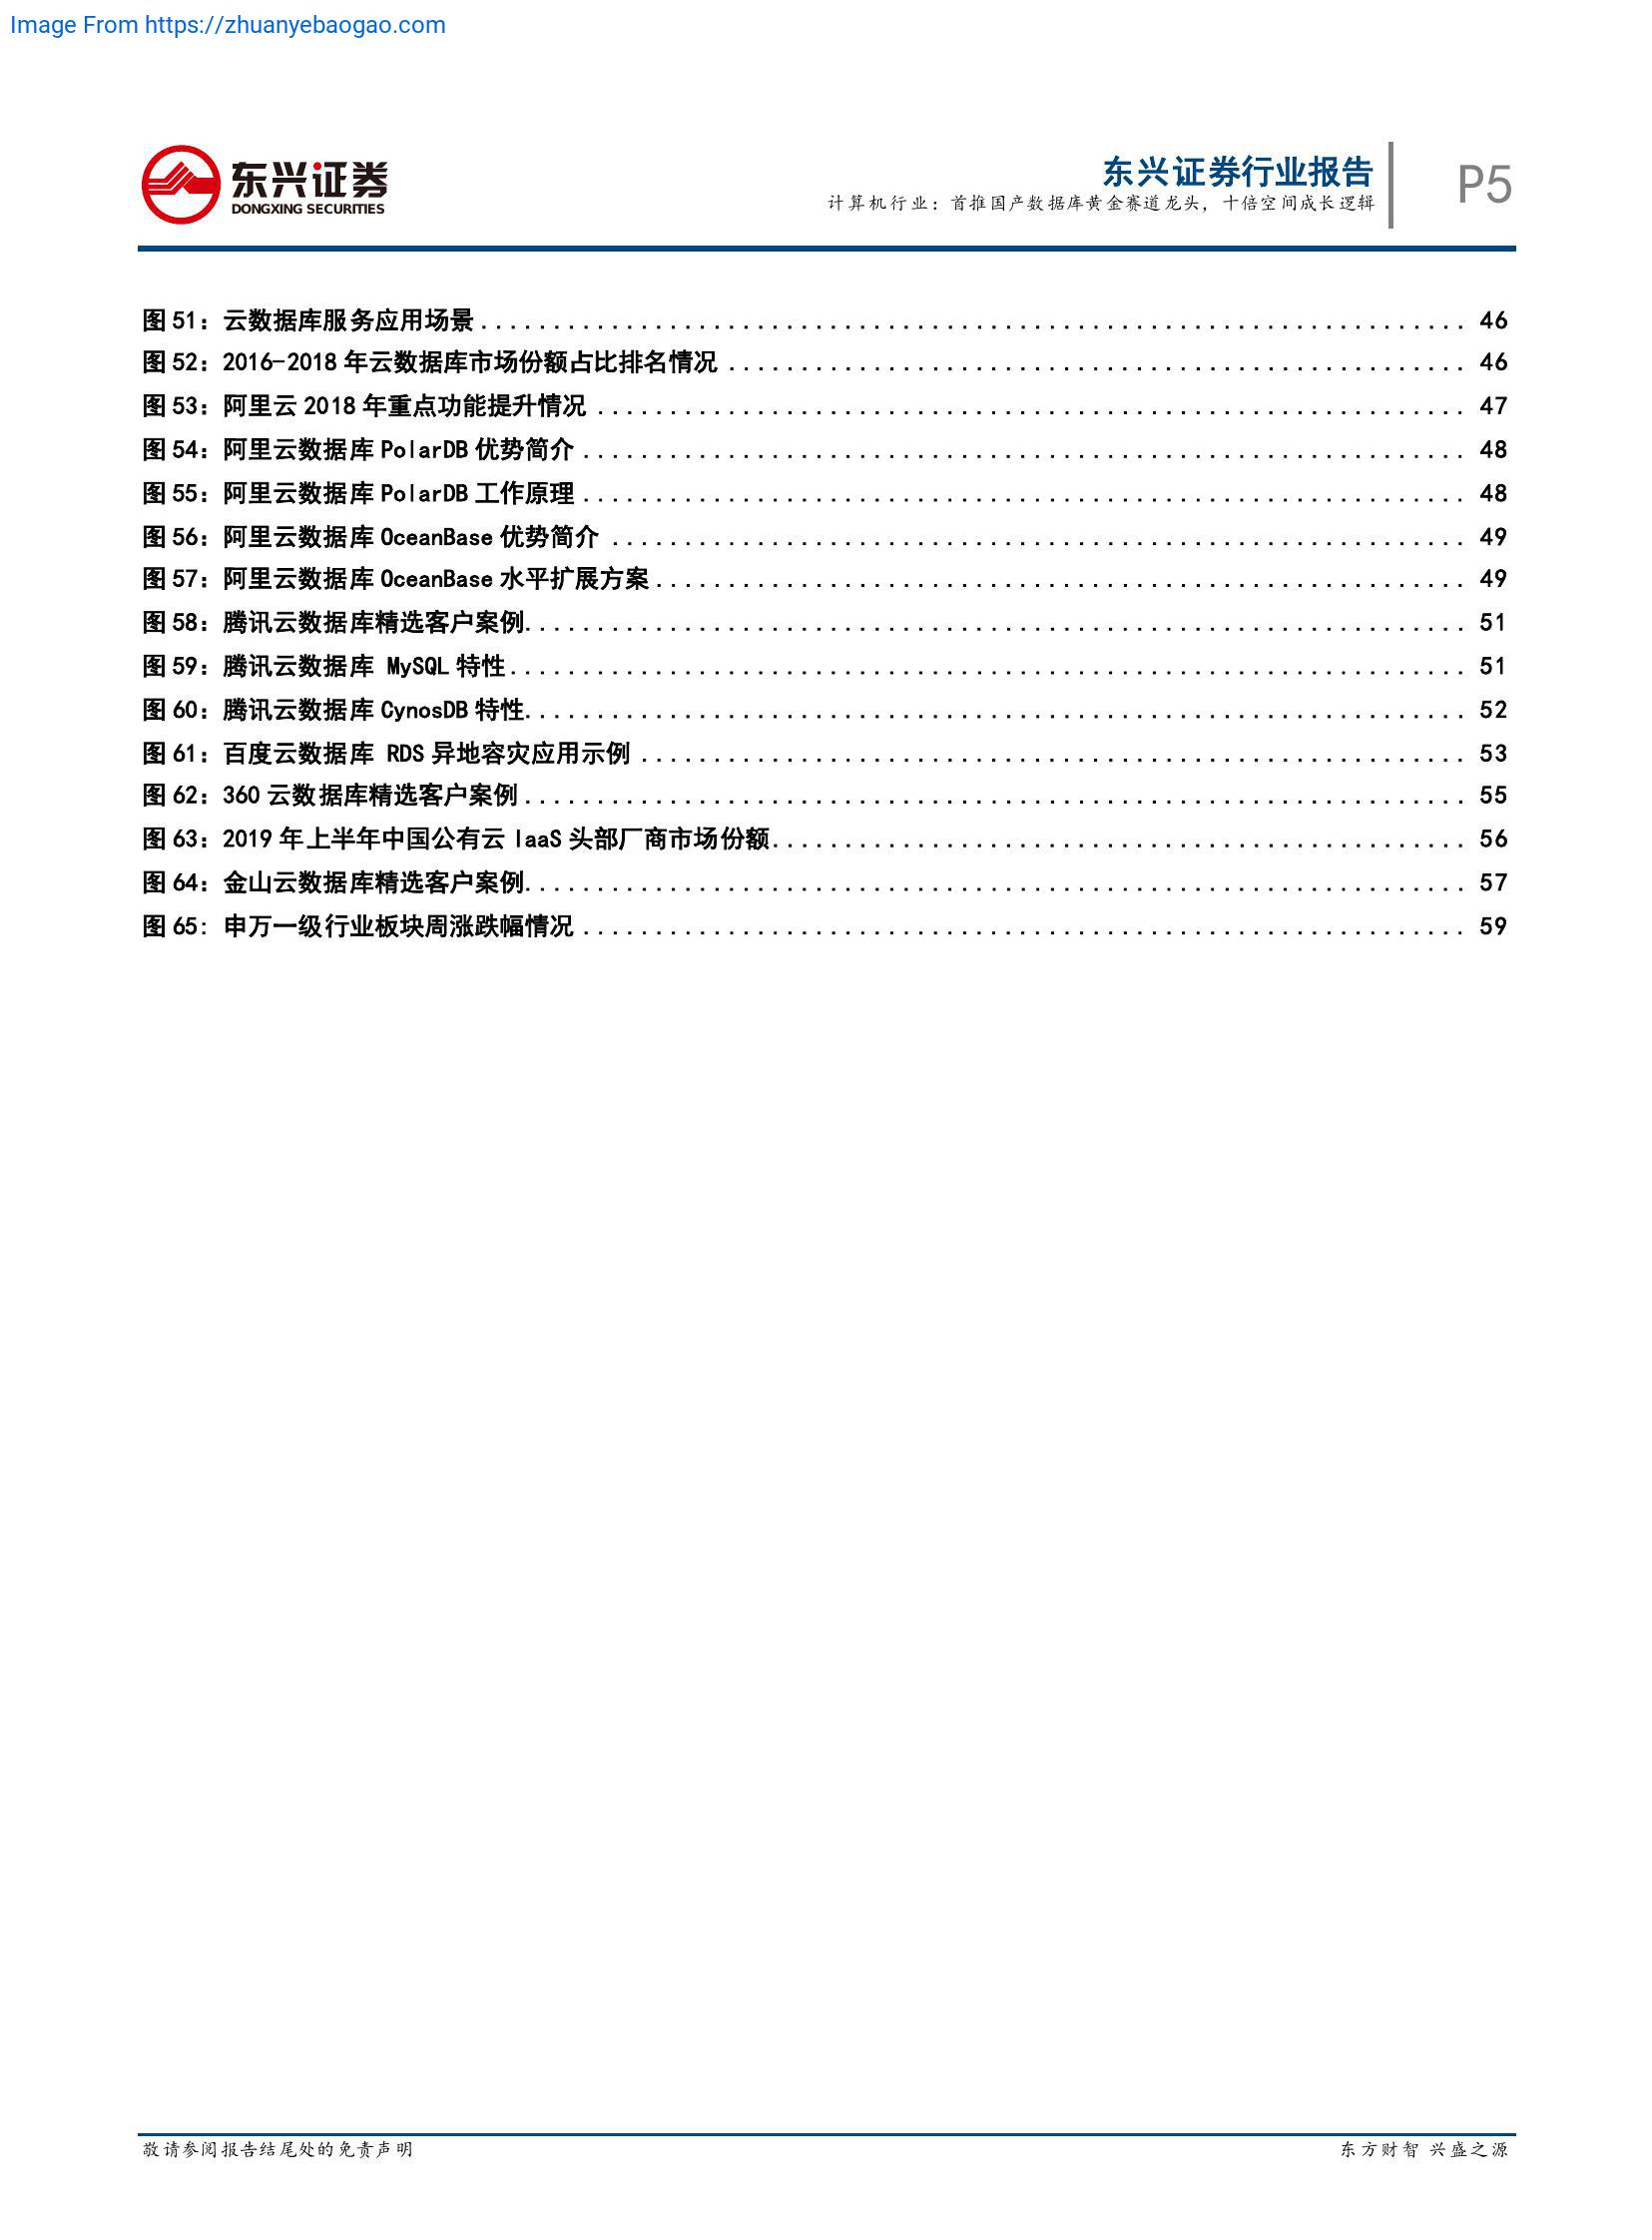 Image From https://zhuanyebaogao.com
东兴证券
DONGXING SECURITIES
东兴证券行业报告
计算机行业：首推国产数据库黄金赛道龙头，十倍空间成长逻辑
P5
图 51：云数据库服务应用场景 .................................................................... 46
图 52：2016-2018 年云数据库市场份额占比排名情况 ................................................... 46
图 53：阿里云 2018 年重点功能提升情况 ............................................................ 47
图 54：阿里云数据库 PolarDB 优势简介 ............................................................. 48
图 55：阿里云数据库 PolarDB 工作原理 ............................................................. 48
图 56：阿里云数据库 OceanBase 优势简介 ........................................................... 49
图 57：阿里云数据库 OceanBase 水平扩展方案 ........................................................ 49
图 58：腾讯云数据库精选客户案例................................................................. 51
图 59：腾讯云数据库 MySQL 特性.................................................................. 51
图 60：腾讯云数据库 CynosDB 特性................................................................. 52
图 61：百度云数据库 RDS 异地容灾应用示例 ......................................................... 53
图 62：360 云数据库精选客户案例 ................................................................. 55
图 63：2019 年上半年中国公有云 IaaS 头部厂商市场份额................................................ 56
图 64：金山云数据库精选客户案例................................................................. 57
图 65: 申万一级行业板块周涨跌幅情况 ............................................................. 59
敬请参阅报告结尾处的免责声明
东方财智 兴盛之源